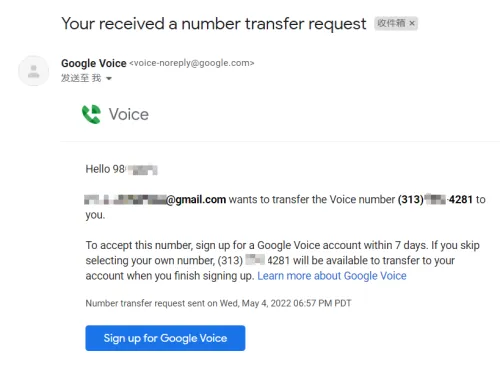 Your received a number transfer request 收件箱 ×
Google Voice <voice-noreply@google.com>
发送至 我
Voice
Hello 98
@gmail.com wants to transfer the Voice number (313) 4281 to
you.
To accept this number, sign up for a Google Voice account within 7 days. If you skip
selecting your own number, (313) 4281 will be available to transfer to your
account when you finish signing up. Learn more about Google Voice
Number transfer request sent on Wed, May 4, 2022 06:57 PM PDT
Sign up for Google Voice